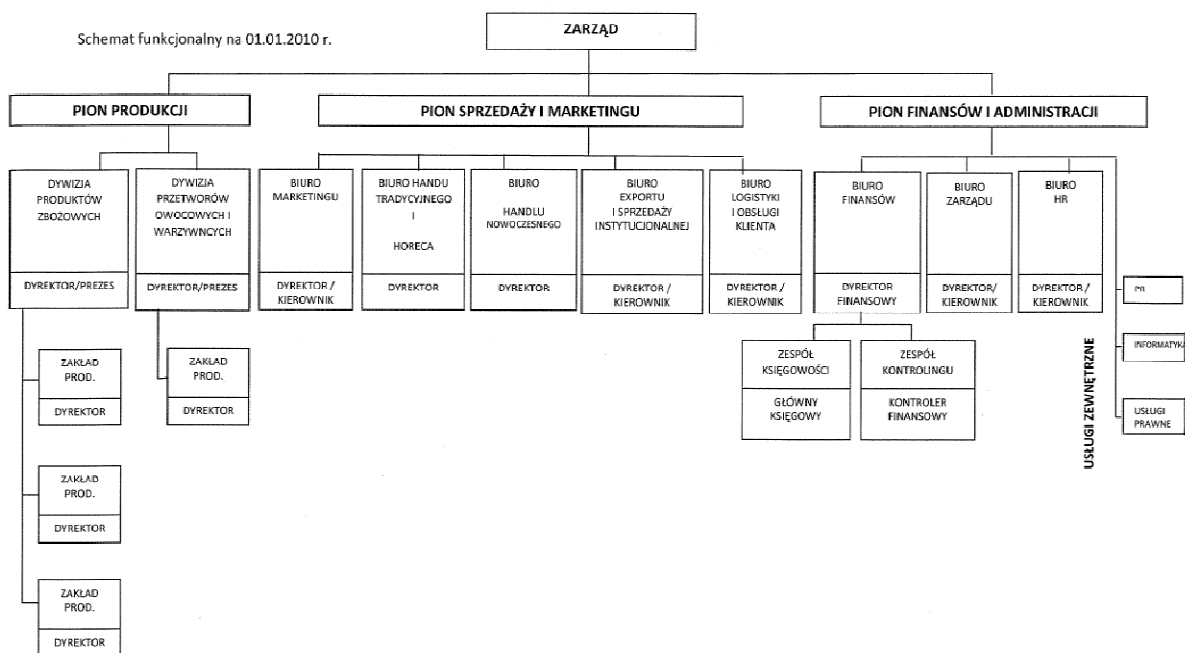 Schemat funkcjonalny na 01.01.2010 r.
ZARZĄD
PION PRODUKCJI
PION SPRZEDAŻY I MARKETINGU
PION FINANSÓW I ADMINISTRACJI
DYWIZJA
PRODUKTÓW
ZBOŻOWYCH
DYREKTOR/PREZES
DYWIZJA
PRZETWORÓW
OWOCOWYCH I
WARZYWNCYCH
DYREKTOR/PREZES
BIURO
MARKETINGU
DYREKTOR /
KIEROWNIK
BIURO HANDU
TRADYCYJNEGO
I
HORECA
DYREKTOR
BIURO
HANDLU
NOWOCZESNEGO
DYREKTOR
BIURO
EXPORTU
I SPRZEDAŻY
INSTYTUCJONALNEJ
DYREKTOR /
KIEROWNIK
BIURO
LOGISTYKI
I OBSŁUGI
KLIENTA
DYREKTOR /
KIEROWNIK
BIURO
FINANSÓW
DYREKTOR
FINANSOWY
BIURO
ZARZĄDU
DYREKTOR/
KIEROWNIK
BIURO
HR
DYREKTOR /
KIEROWNIK
ZAKŁAD
PROD.
DYREKTOR
ZAKŁAD
PROD.
DYREKTOR
ZAKŁAD
PROD.
DYREKTOR
ZAKŁAD
PROD.
DYREKTOR
ZESPÓŁ
KSIĘGOWOŚCI
GŁÓWNY
KSIĘGOWY
ZESPÓŁ
KONTROLINGU
KONTROLER
FINANSOWY
USŁUGI ZEWNĘTRZNE
PR
INFORMATYKA
USŁUGI
PRAWNE